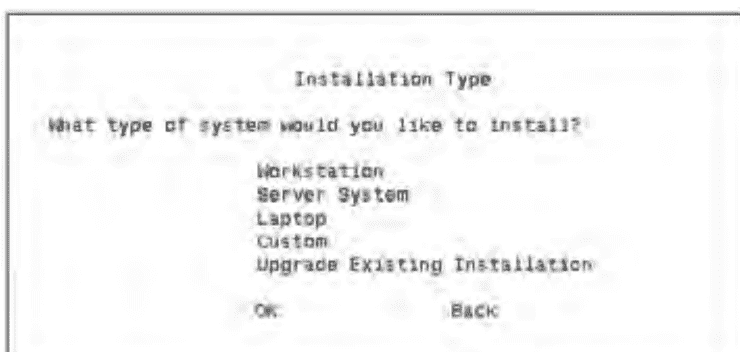 Installation Type
What type of system would you like to install?
Workstation
Server System
Laptop
Custom
Upgrade Existing Installation
OK Back